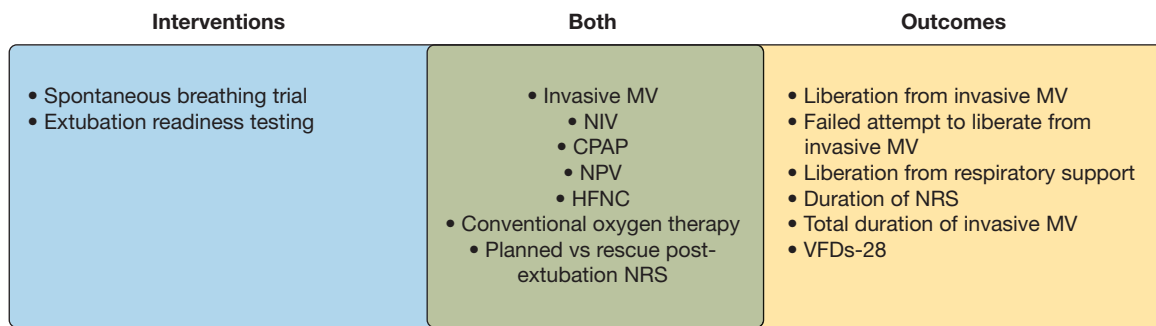 Interventions
Both
Outcomes
• Spontaneous breathing trial
• Extubation readiness testing
• Invasive MV
• NIV
• CPAP
• NPV
• HFNC
• Conventional oxygen therapy
• Planned vs rescue post-
extubation NRS
• Liberation from invasive MV
• Failed attempt to liberate from
invasive MV
• Liberation from respiratory support
• Duration of NRS
• Total duration of invasive MV
• VFDs-28